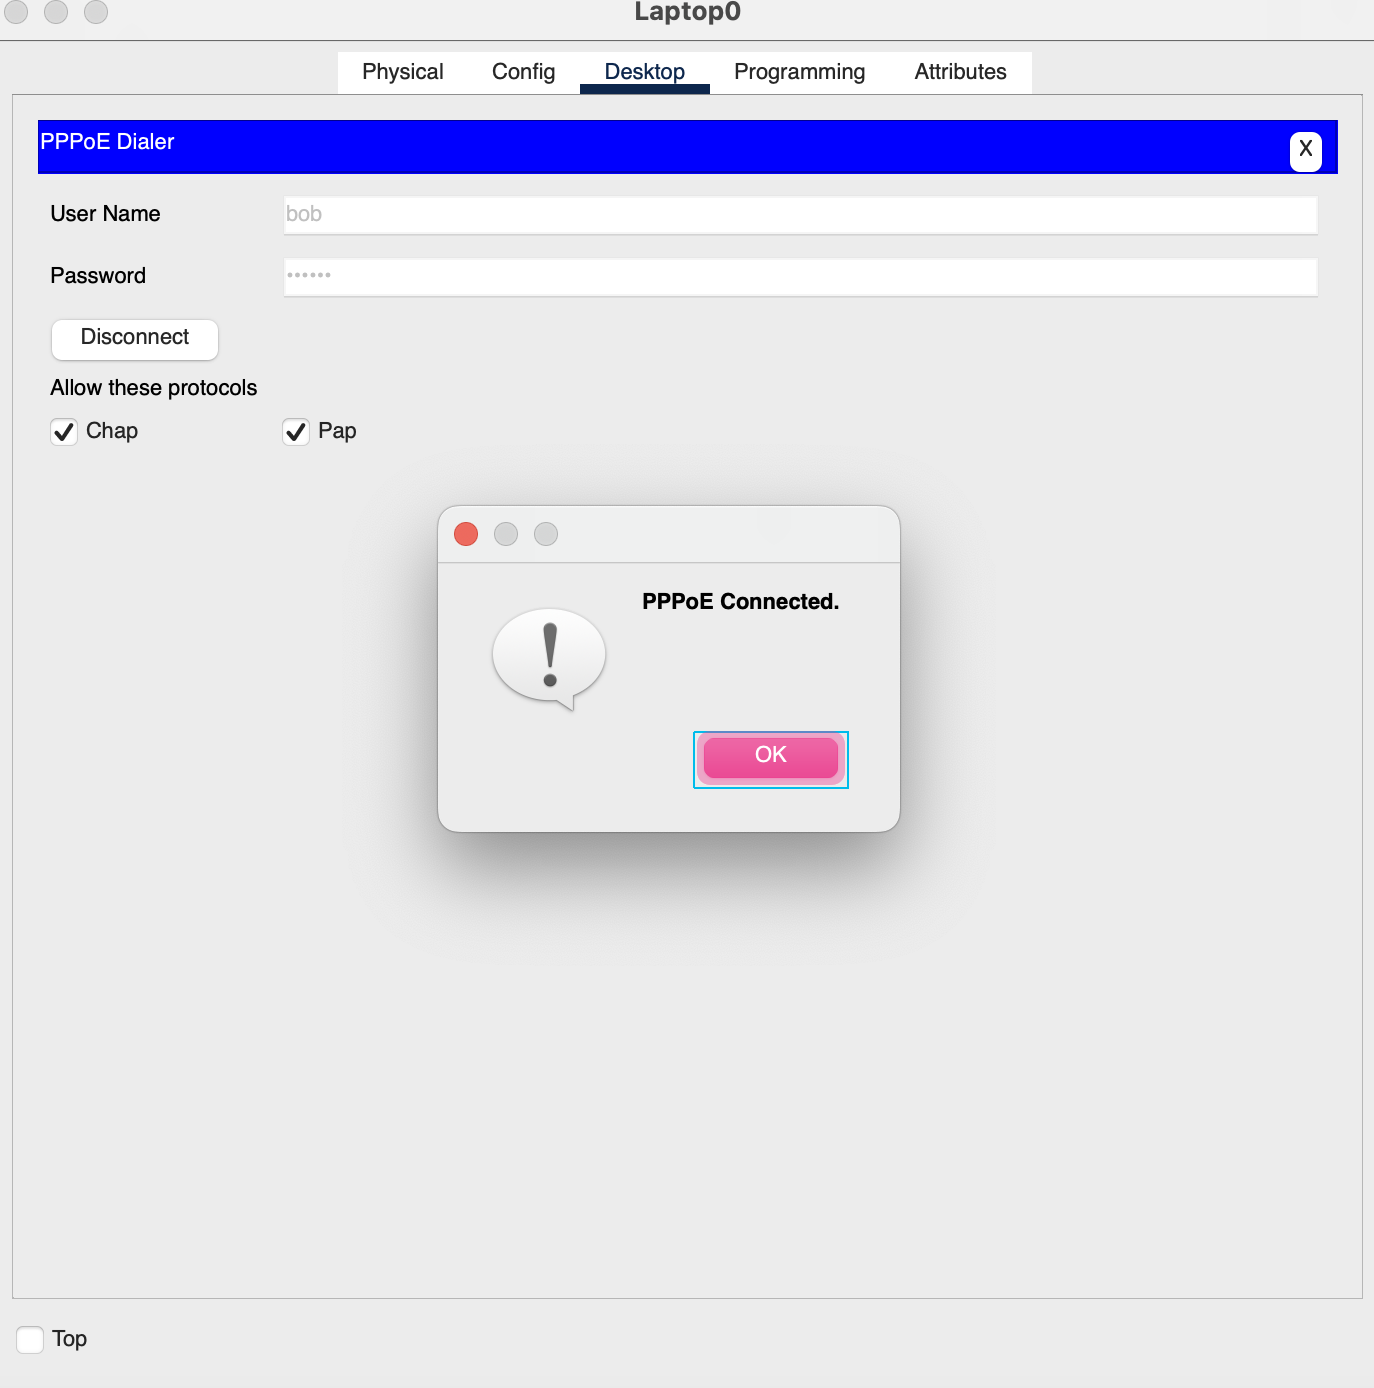 Laptop0
Physical Config Desktop Programming Attributes
PPPoE Dialer X
User Name bob
Password ••••••
Disconnect
Allow these protocols
Chap Pap
PPPoE Connected.
OK
Top